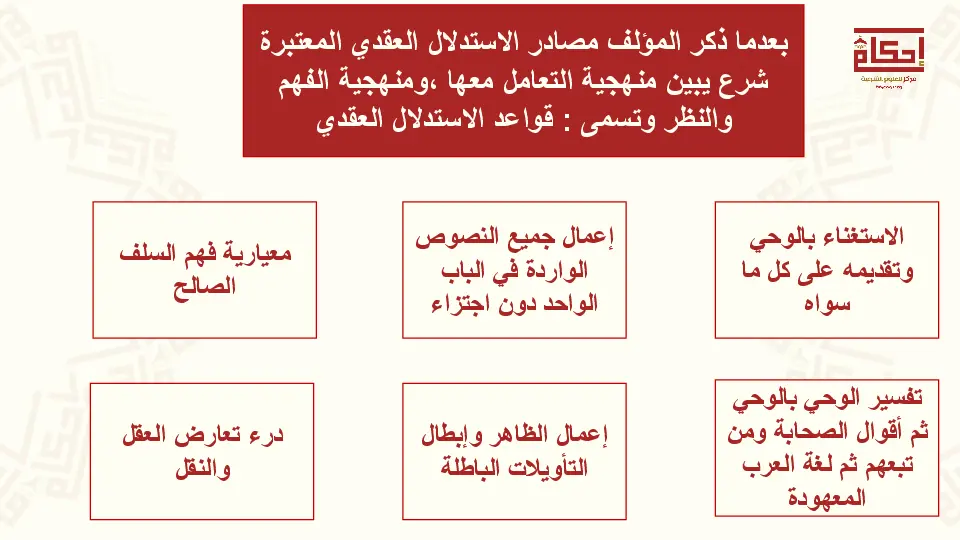 بعدما ذكر المؤلف مصادر الاستدلال العقدي المعتبرة
شرع يبين منهجية التعامل معها ،ومنهجية الفهم
والنظر وتسمى : قواعد الاستدلال العقدي
إحكام
مركز للعلوم الشرعية
الاستغناء بالوحي
وتقديمه على كل ما
سواه
إعمال جميع النصوص
الواردة في الباب
الواحد دون اجتزاء
معيارية فهم السلف
الصالح
تفسير الوحي بالوحي
ثم أقوال الصحابة ومن
تبعهم ثم لغة العرب
المعهودة
إعمال الظاهر وإبطال
التأويلات الباطلة
درء تعارض العقل
والنقل